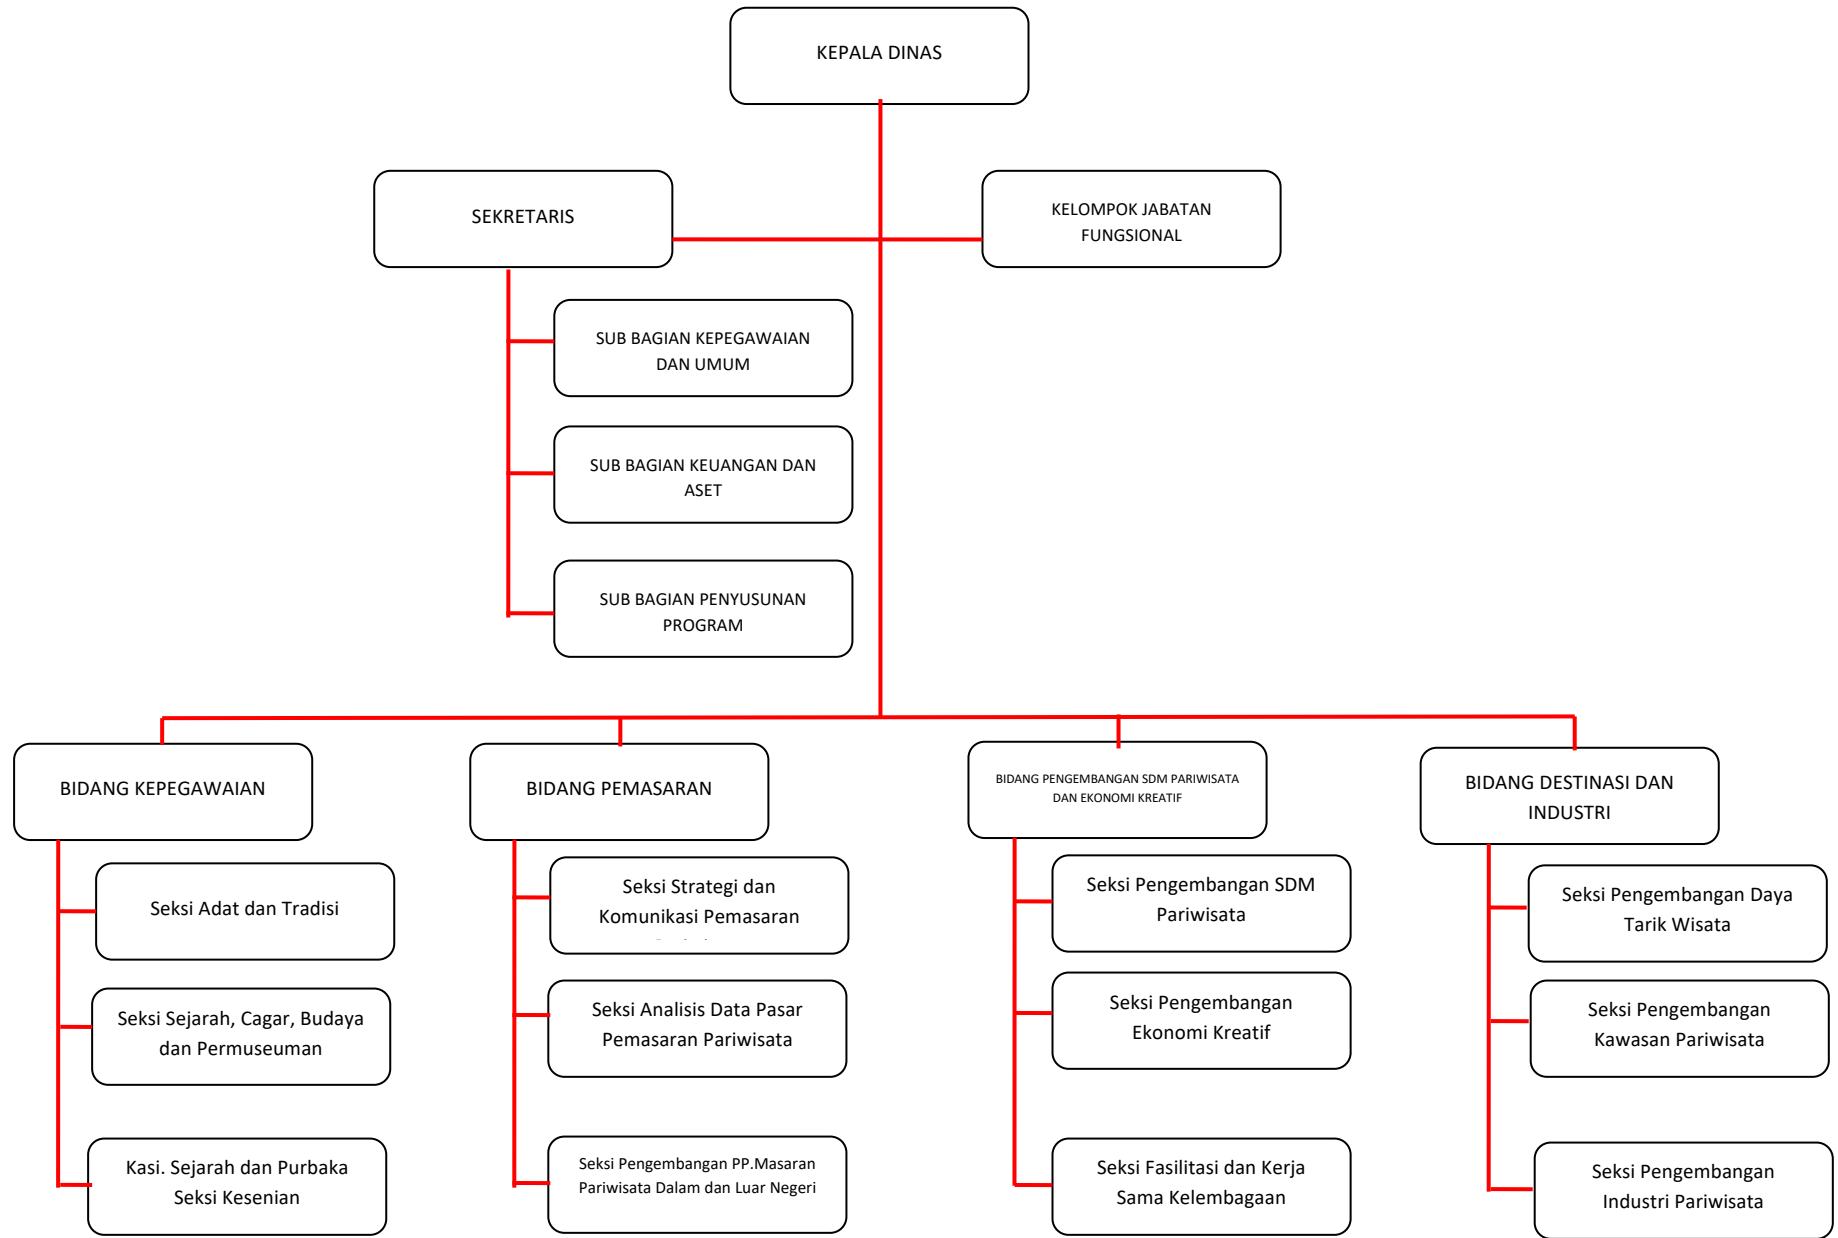 KEPALA DINAS
SEKRETARIS
KELOMPOK JABATAN
FUNGSIONAL
SUB BAGIAN KEPEGAWAIAN
DAN UMUM
SUB BAGIAN KEUANGAN DAN
ASET
SUB BAGIAN PENYUSUNAN
PROGRAM
BIDANG KEPEGAWAIAN
Seksi Adat dan Tradisi
Seksi Sejarah, Cagar, Budaya
dan Permuseuman
Kasi. Sejarah dan Purbaka
Seksi Kesenian
BIDANG PEMASARAN
Seksi Strategi dan
Komunikasi Pemasaran
Seksi Analisis Data Pasar
Pemasaran Pariwisata
Seksi Pengembangan PP.Masaran
Pariwisata Dalam dan Luar Negeri
BIDANG PENGEMBANGAN SDM PARIWISATA
DAN EKONOMI KREATIF
Seksi Pengembangan SDM
Pariwisata
Seksi Pengembangan
Ekonomi Kreatif
Seksi Fasilitasi dan Kerja
Sama Kelembagaan
BIDANG DESTINASI DAN
INDUSTRI
Seksi Pengembangan Daya
Tarik Wisata
Seksi Pengembangan
Kawasan Pariwisata
Seksi Pengembangan
Industri Pariwisata